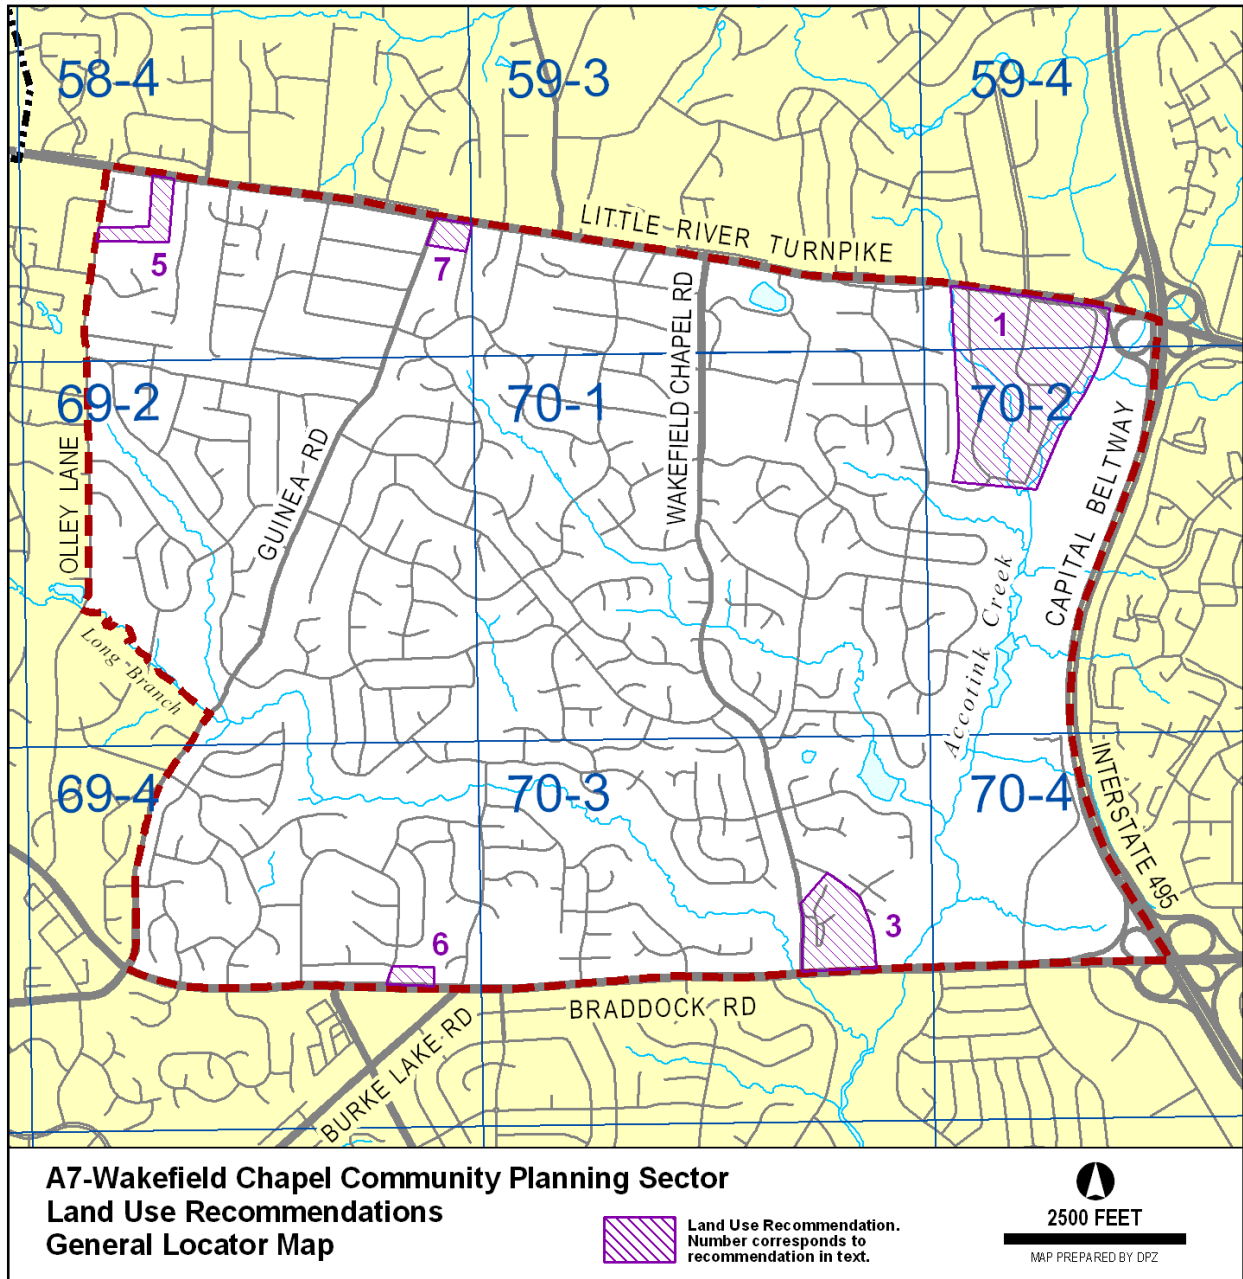 58-4
59-3
59-4
LITTLE RIVER TURNPIKE
5
7
1
WAKEFIELD CHAPEL RD
69-2
70-1
70-2
OLLEY LANE
GUINEA RD
CAPITAL BELTWAY
Accotink Creek
Long Branch
69-4
70-3
70-4
INTERSTATE 495
3
6
BRADDOCK RD
BURKE LAKE RD
A7-Wakefield Chapel Community Planning Sector
Land Use Recommendations
General Locator Map
Land Use Recommendation.
Number corresponds to
recommendation in text.
2500 FEET
MAP PREPARED BY DPZ